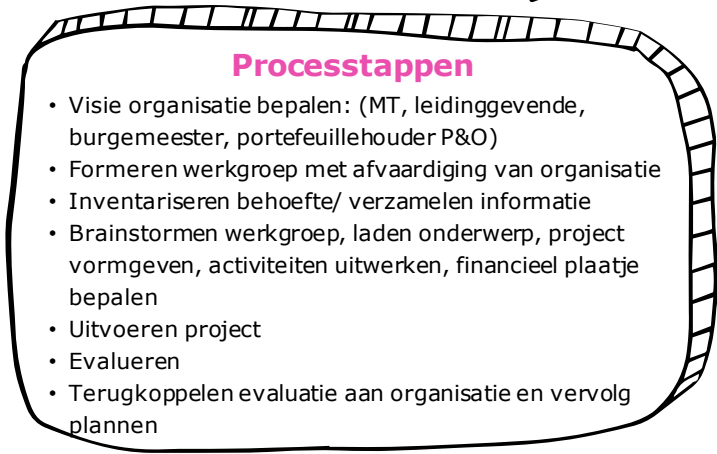 Processtappen
• Visie organisatie bepalen: (MT, leidinggevende,
burgemeester, portefeuillehouder P&O)
• Formeren werkgroep met afvaardiging van organisatie
• Inventariseren behoefte/ verzamelen informatie
• Brainstormen werkgroep, laden onderwerp, project
vormgeven, activiteiten uitwerken, financieel plaatje
bepalen
• Uitvoeren project
• Evalueren
• Terugkoppelen evaluatie aan organisatie en vervolg
plannen